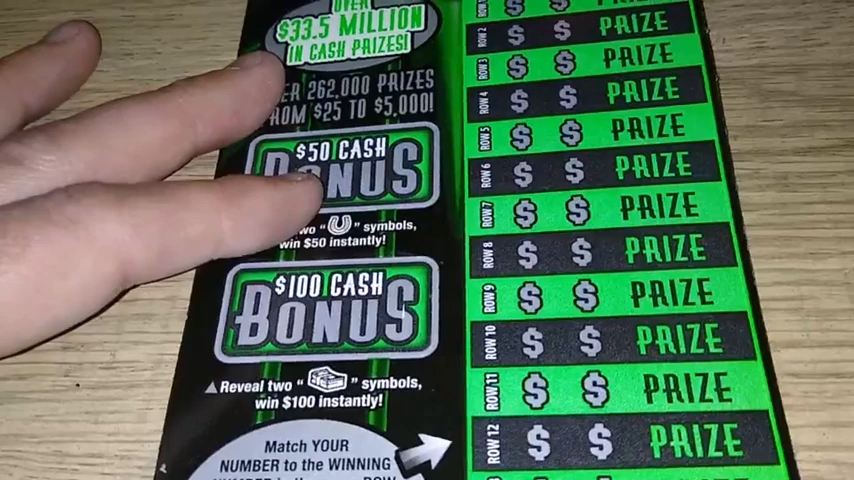 OVER
$33.5 MILLION
IN CASH PRIZES!
262,000 PRIZES
$25 TO $5,000!
$50 CASH
BONUS
two " " symbols,
win $50 instantly!
$100 CASH
BONUS
Reveal two " " symbols,
win $100 instantly!
Match YOUR
NUMBER to the WINNING
$ $ PRIZE
ROW 2 $ $ PRIZE
ROW 3 $ $ PRIZE
ROW 4 $ $ PRIZE
ROW 5 $ $ PRIZE
ROW 6 $ $ PRIZE
ROW 7 $ $ PRIZE
ROW 8 $ $ PRIZE
ROW 9 $ $ PRIZE
ROW 10 $ $ PRIZE
ROW 11 $ $ PRIZE
ROW 12 $ $ PRIZE